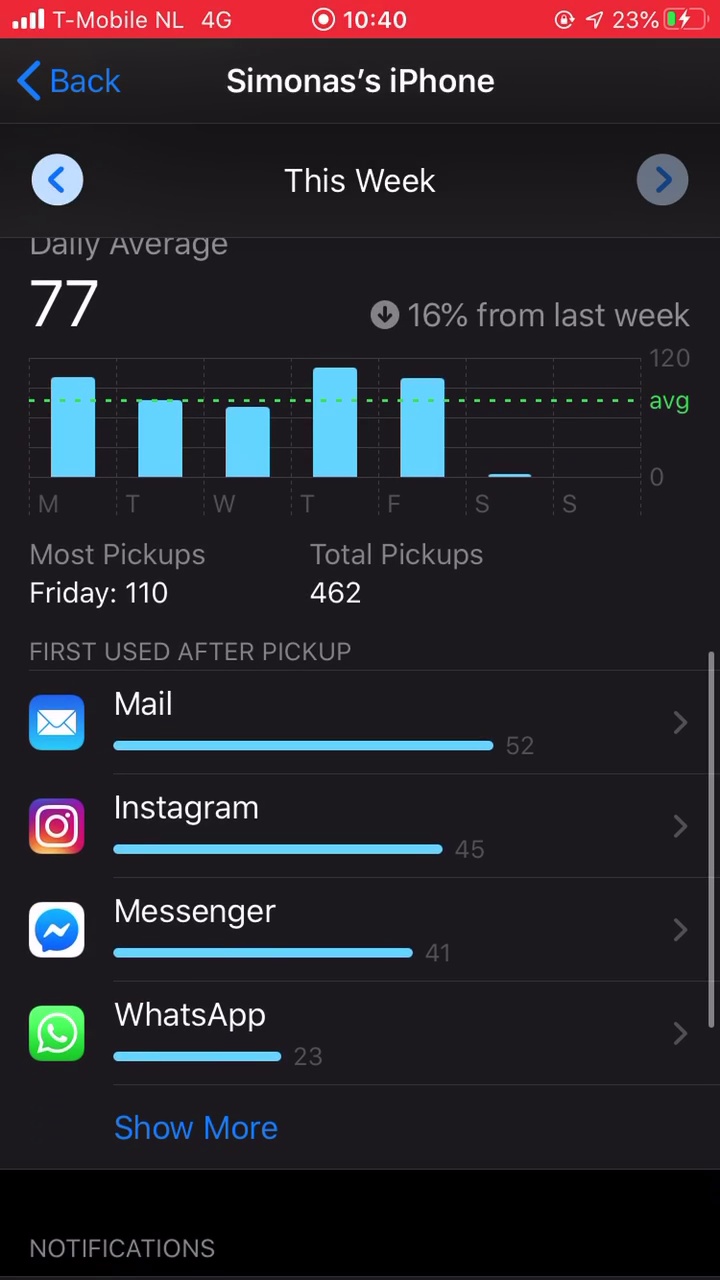 T-Mobile NL 4G 10:40 23%
Back Simonas's iPhone
This Week
Daily Average
77
16% from last week
120
avg
0
M T W T F S S
Most Pickups Total Pickups
Friday: 110 462
FIRST USED AFTER PICKUP
Mail
52
Instagram
45
Messenger
41
WhatsApp
23
Show More
NOTIFICATIONS